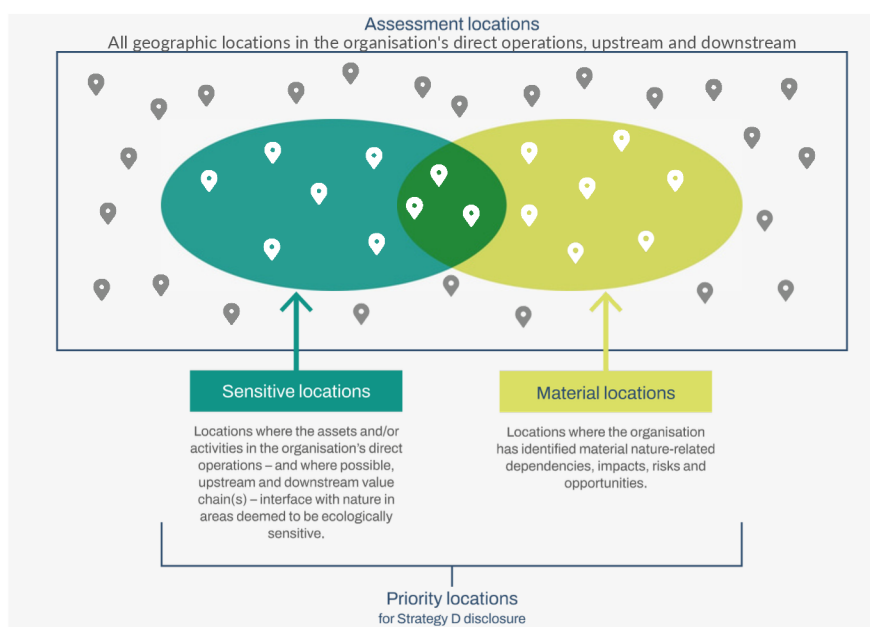 Assessment locations
All geographic locations in the organisation's direct operations, upstream and downstream
Sensitive locations
Locations where the assets and/or
activities in the organisation's direct
operations – and where possible,
upstream and downstream value
chain(s) – interface with nature in
areas deemed to be ecologically
sensitive.
Material locations
Locations where the organisation
has identified material nature-related
dependencies, impacts, risks and
opportunities.
Priority locations
for Strategy D disclosure